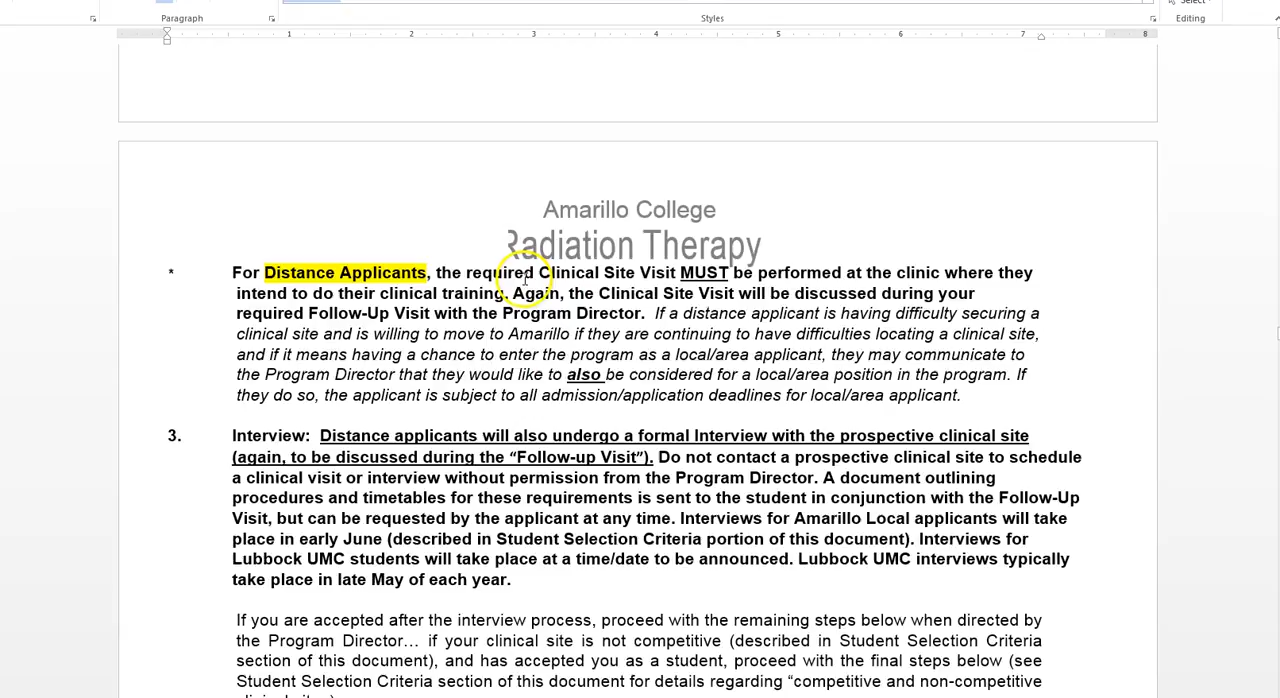 Select
Paragraph
Styles
Editing
1 2 3 4 5 6 7 8
Amarillo College
Radiation Therapy
* For Distance Applicants, the required Clinical Site Visit MUST be performed at the clinic where they
intend to do their clinical training. Again, the Clinical Site Visit will be discussed during your
required Follow-Up Visit with the Program Director. If a distance applicant is having difficulty securing a
clinical site and is willing to move to Amarillo if they are continuing to have difficulties locating a clinical site,
and if it means having a chance to enter the program as a local/area applicant, they may communicate to
the Program Director that they would like to also be considered for a local/area position in the program. If
they do so, the applicant is subject to all admission/application deadlines for local/area applicant.
3. Interview: Distance applicants will also undergo a formal Interview with the prospective clinical site
(again, to be discussed during the “Follow-up Visit”). Do not contact a prospective clinical site to schedule
a clinical visit or interview without permission from the Program Director. A document outlining
procedures and timetables for these requirements is sent to the student in conjunction with the Follow-Up
Visit, but can be requested by the applicant at any time. Interviews for Amarillo Local applicants will take
place in early June (described in Student Selection Criteria portion of this document). Interviews for
Lubbock UMC students will take place at a time/date to be announced. Lubbock UMC interviews typically
take place in late May of each year.
If you are accepted after the interview process, proceed with the remaining steps below when directed by
the Program Director… if your clinical site is not competitive (described in Student Selection Criteria
section of this document), and has accepted you as a student, proceed with the final steps below (see
Student Selection Criteria section of this document for details regarding “competitive and non-competitive